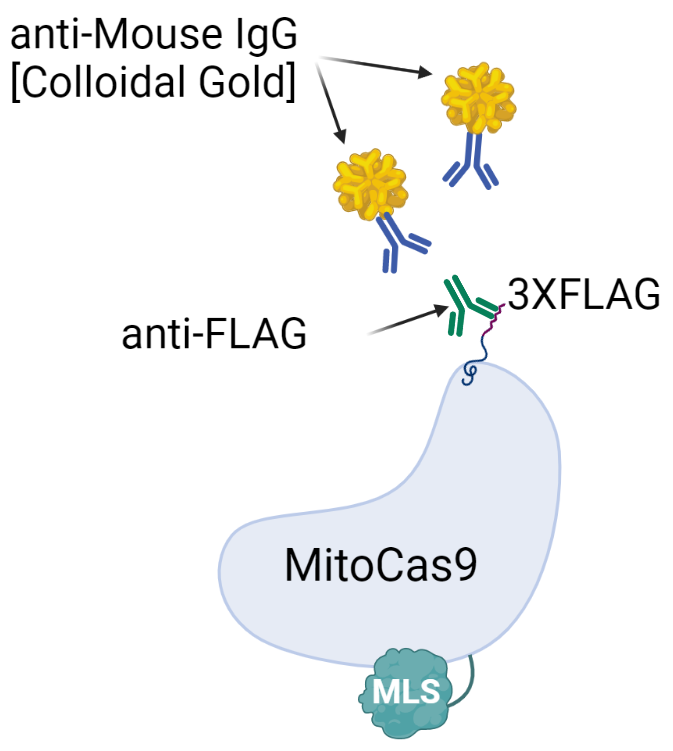 anti-Mouse IgG
[Colloidal Gold]
3XFLAG
anti-FLAG
MitoCas9
MLS